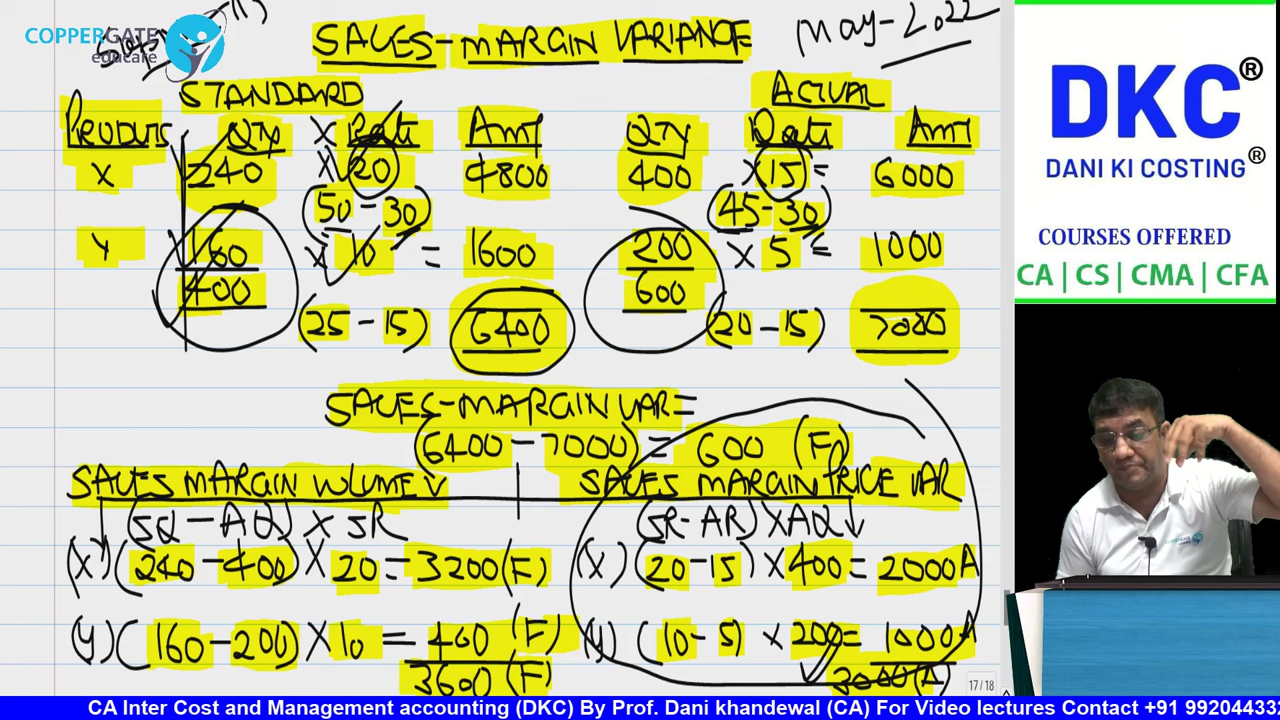 COPPERGATE
educate
SALES-MARGIN VARIANCE
May-2022
STANDARD
ACTUAL
PRODUTS QTY X Rate AMT QTY Rate AMT
X 240 X 20 4800 400 X 15 = 6000
(50 - 30) (45-30)
Y 160 X 10 = 1600 200 X 5 = 1000
400 600
(25 - 15) 6400 (20 - 15) 7000
SALES-MARGIN VAR =
6400 - 7000) = 600 (F)
SALES MARGIN VOLUME V
SALES MARGIN PRICE VAR
(SQ - AQ) X SR
(SR-AR) X AQ
(X) (240 - 400) X 20 = 3200 (F)
(X) (20 - 15) X 400 = 2000 A
(Y) (160 - 200) X 10 = 400 (F)
(Y) (10 - 5) X 200 = 1000 A
3600 (F)
3000 (A)
17/18
DKC®
DANI KI COSTING®
COURSES OFFERED
CA | CS | CMA | CFA
CA Inter Cost and Management accounting (DKC) By Prof. Dani khandewal (CA) For Video lectures Contact +91 99204433